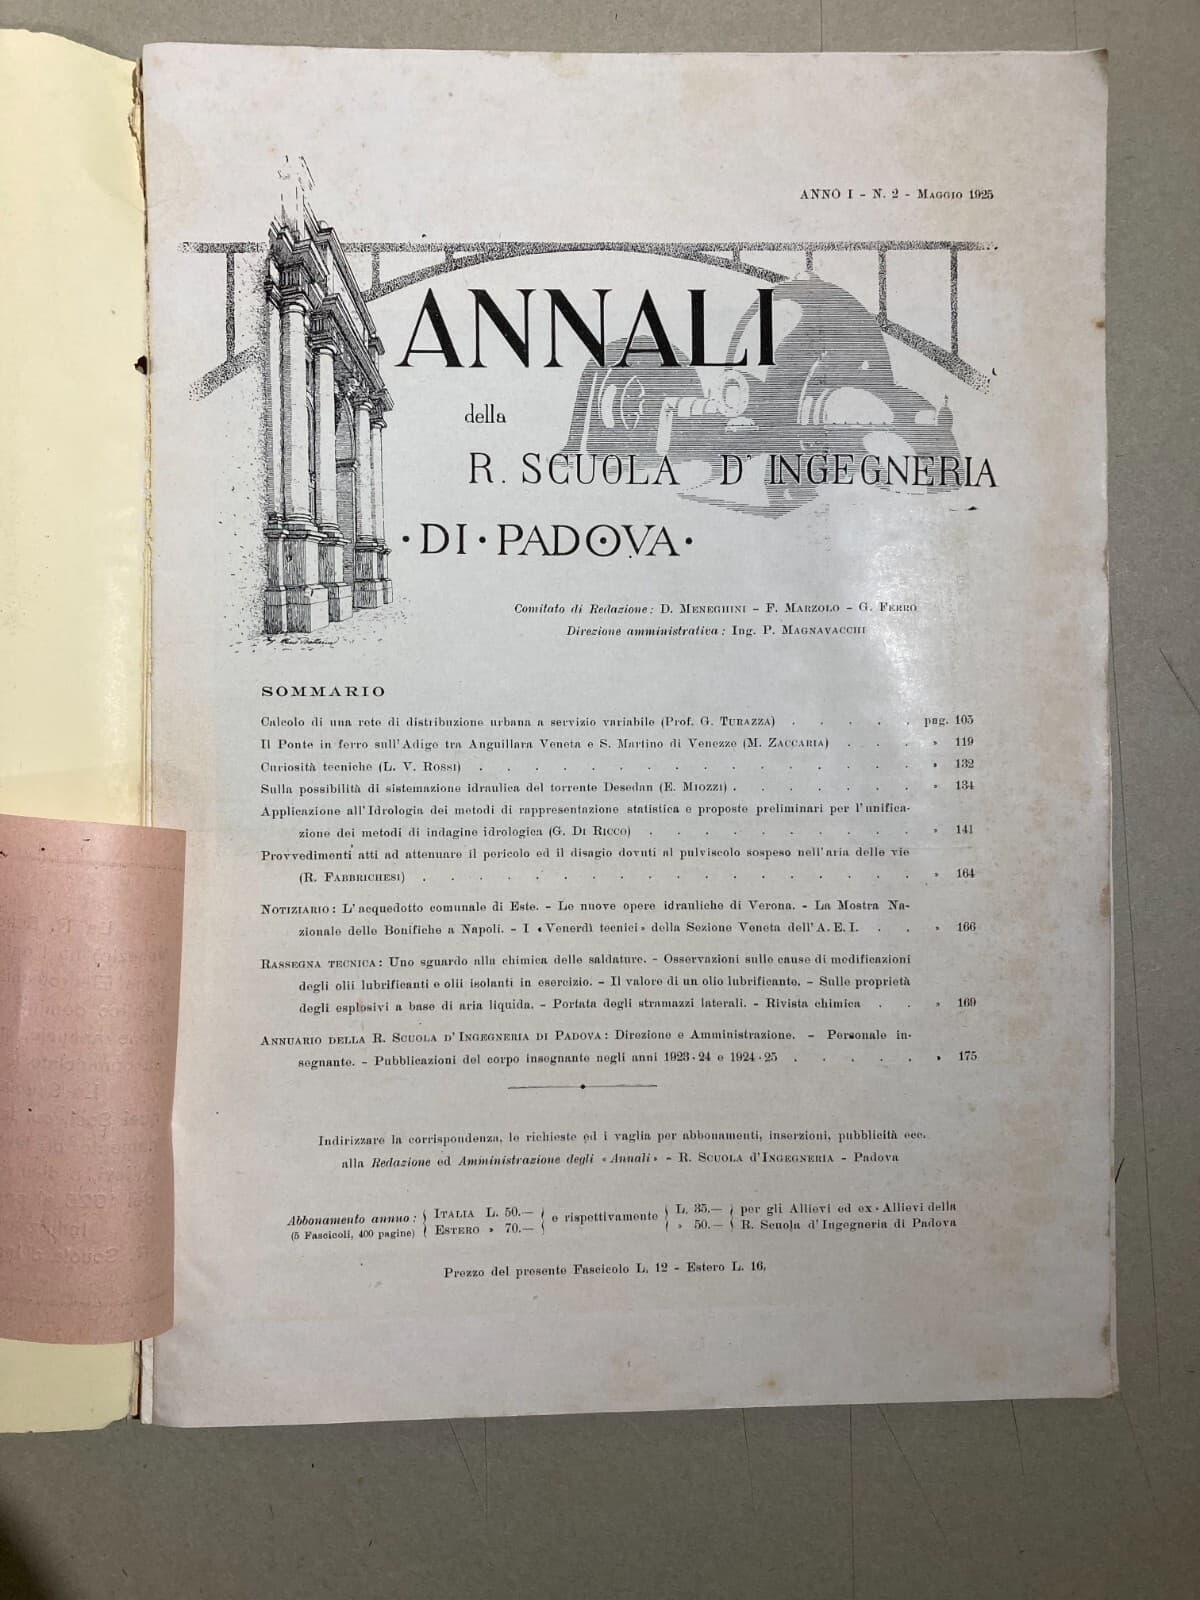 ANNO I - N. 2 - Maggio 1925
ANNALI
della
R. SCUOLA D'INGEGNERIA
·DI·PADOVA·
Comitato di Redazione: D. Meneghini - F. Marzolo - G. Ferro
Direzione amministrativa: Ing. P. Magnavacchi
SOMMARIO
Calcolo di una rete di distribuzione urbana a servizio variabile (Prof. G. Turazza) . . . . . pag. 105
Il Ponte in ferro sull'Adige tra Anguillara Veneta e S. Martino di Venezze (M. Zaccaria) . . . » 119
Curiosità tecniche (L. V. Rossi) . . . . . . . . . . . . . . . . » 132
Sulla possibilità di sistemazione idraulica del torrente Desedan (E. Miozzi) . . . . . . . » 134
Applicazione all'Idrologia dei metodi di rappresentazione statistica e proposte preliminari per l'unifica-
zione dei metodi di indagine idrologica (G. Di Ricco) . . . . . . . . . . » 141
Provvedimenti atti ad attenuare il pericolo ed il disagio dovuti al pulviscolo sospeso nell'aria delle vie
(R. Fabbrichesi) . . . . . . . . . . . . . . . . . . » 164
Notiziario: L'acquedotto comunale di Este. - Le nuove opere idrauliche di Verona. - La Mostra Na-
zionale delle Bonifiche a Napoli. - I «Venerdì tecnici» della Sezione Veneta dell'A. E. I. . . » 166
Rassegna tecnica: Uno sguardo alla chimica delle saldature. - Osservazioni sulle cause di modificazioni
degli olii lubrificanti e olii isolanti in esercizio. - Il valore di un olio lubrificante. - Sulle proprietà
degli esplosivi a base di aria liquida. - Portata degli stramazzi laterali. - Rivista chimica . . » 169
Annuario della R. Scuola d'Ingegneria di Padova: Direzione e Amministrazione. - Personale in-
segnante. - Pubblicazioni del corpo insegnante negli anni 1923-24 e 1924-25 . . . . . » 175
Indirizzare la corrispondenza, le richieste ed i vaglia per abbonamenti, inserzioni, pubblicità ecc.
alla Redazione ed Amministrazione degli «Annali» - R. Scuola d'Ingegneria - Padova
Abbonamento annuo: { Italia L. 50.— } e rispettivamente { L. 35.— } per gli Allievi ed ex-Allievi della
(5 Fascicoli, 400 pagine) { Estero » 70.— } { » 50.— } R. Scuola d'Ingegneria di Padova
Prezzo del presente Fascicolo L. 12 - Estero L. 16.